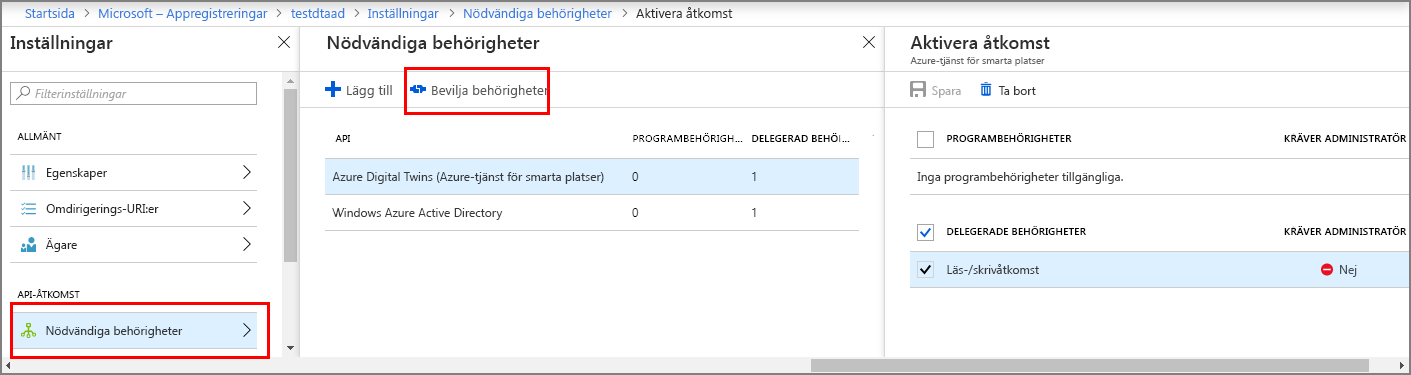 Startsida > Microsoft – Appregistreringar > testdtaad > Inställningar > Nödvändiga behörigheter > Aktivera åtkomst
Inställningar
Filterinställningar
ALLMÄNT
Egenskaper
Omdirigerings-URI:er
Ägare
API-ÅTKOMST
Nödvändiga behörigheter
Nödvändiga behörigheter
Lägg till Bevilja behörigheter
API PROGRAMBEHÖRIGH... DELEGERAD BEHÖI...
Azure Digital Twins (Azure-tjänst för smarta platser) 0 1
Windows Azure Active Directory 0 1
Aktivera åtkomst
Azure-tjänst för smarta platser
Spara Ta bort
PROGRAMBEHÖRIGHETER KRÄVER ADMINISTRATÖR
Inga programbehörigheter tillgängliga.
DELEGERADE BEHÖRIGHETER KRÄVER ADMINISTRATÖR
Läs-/skrivåtkomst Nej